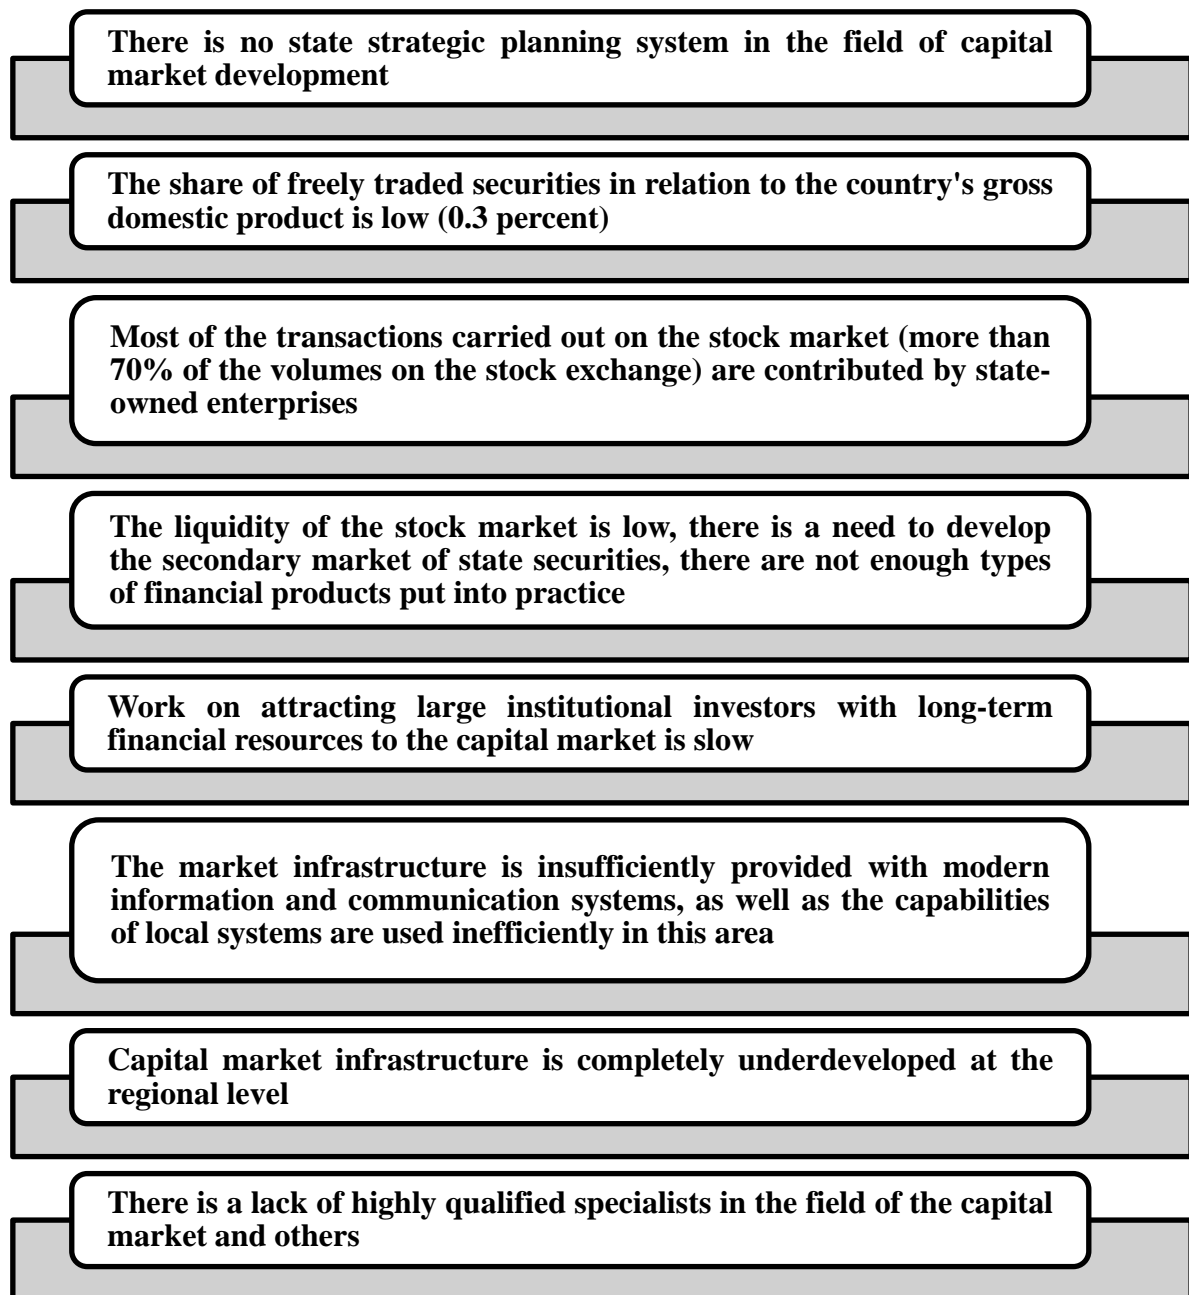 There is no state strategic planning system in the field of capital
market development
The share of freely traded securities in relation to the country's gross
domestic product is low (0.3 percent)
Most of the transactions carried out on the stock market (more than
70% of the volumes on the stock exchange) are contributed by state-
owned enterprises
The liquidity of the stock market is low, there is a need to develop
the secondary market of state securities, there are not enough types
of financial products put into practice
Work on attracting large institutional investors with long-term
financial resources to the capital market is slow
The market infrastructure is insufficiently provided with modern
information and communication systems, as well as the capabilities
of local systems are used inefficiently in this area
Capital market infrastructure is completely underdeveloped at the
regional level
There is a lack of highly qualified specialists in the field of the capital
market and others